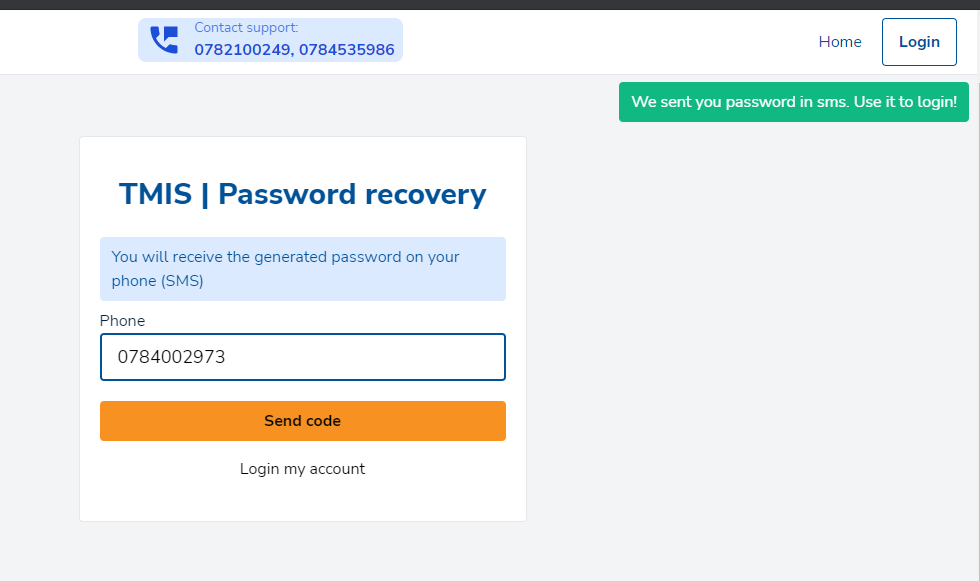 Contact support:
0782100249, 0784535986
Home
Login
We sent you password in sms. Use it to login!
TMIS | Password recovery
You will receive the generated password on your
phone (SMS)
Phone
0784002973
Send code
Login my account